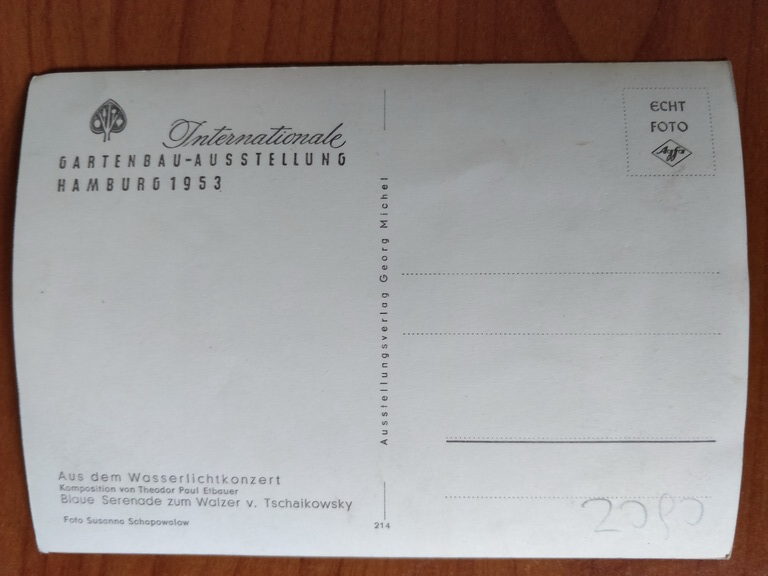 Internationale
GARTENBAU-AUSSTELLUNG
HAMBURG 1953
ECHT
FOTO
Agfa
Ausstellungsverlag Georg Michel
Aus dem Wasserlichtkonzert
Komposition von Theodor Paul Etbauer
Blaue Serenade zum Walzer v. Tschaikowsky
Foto Susanne Schapowalow
214